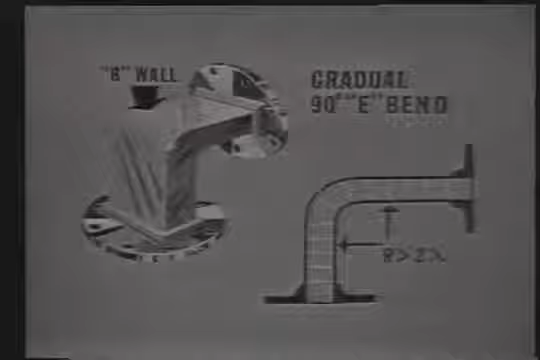 "B" WALL
GRADUAL
90° "E" BEND
R > 2λ